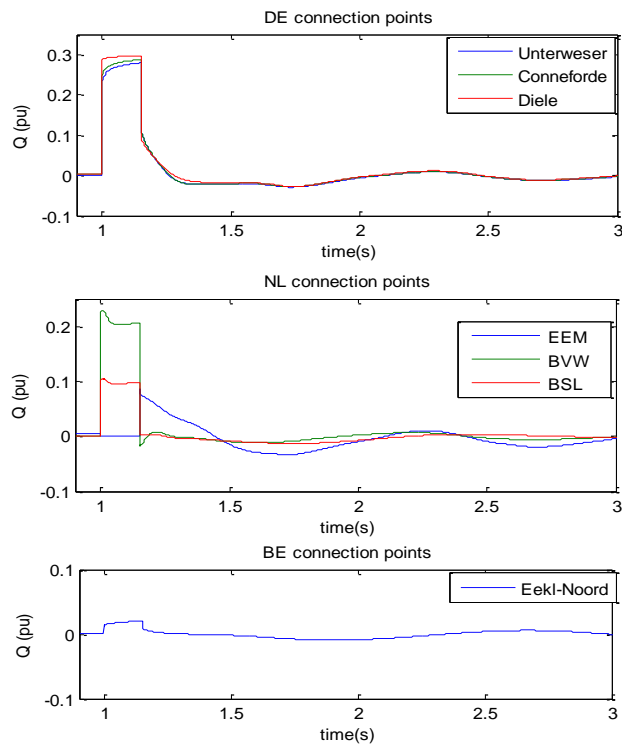 DE connection points
Q (pu)
0.3
0.2
0.1
0
-0.1
Unterweser
Conneforde
Diele
1
1.5
2
2.5
3
time(s)
NL connection points
Q (pu)
0.2
0.1
0
-0.1
EEM
BVW
BSL
1
1.5
2
2.5
3
time(s)
BE connection points
Q (pu)
0.1
0
-0.1
Eekl-Noord
1
1.5
2
2.5
3
time(s)